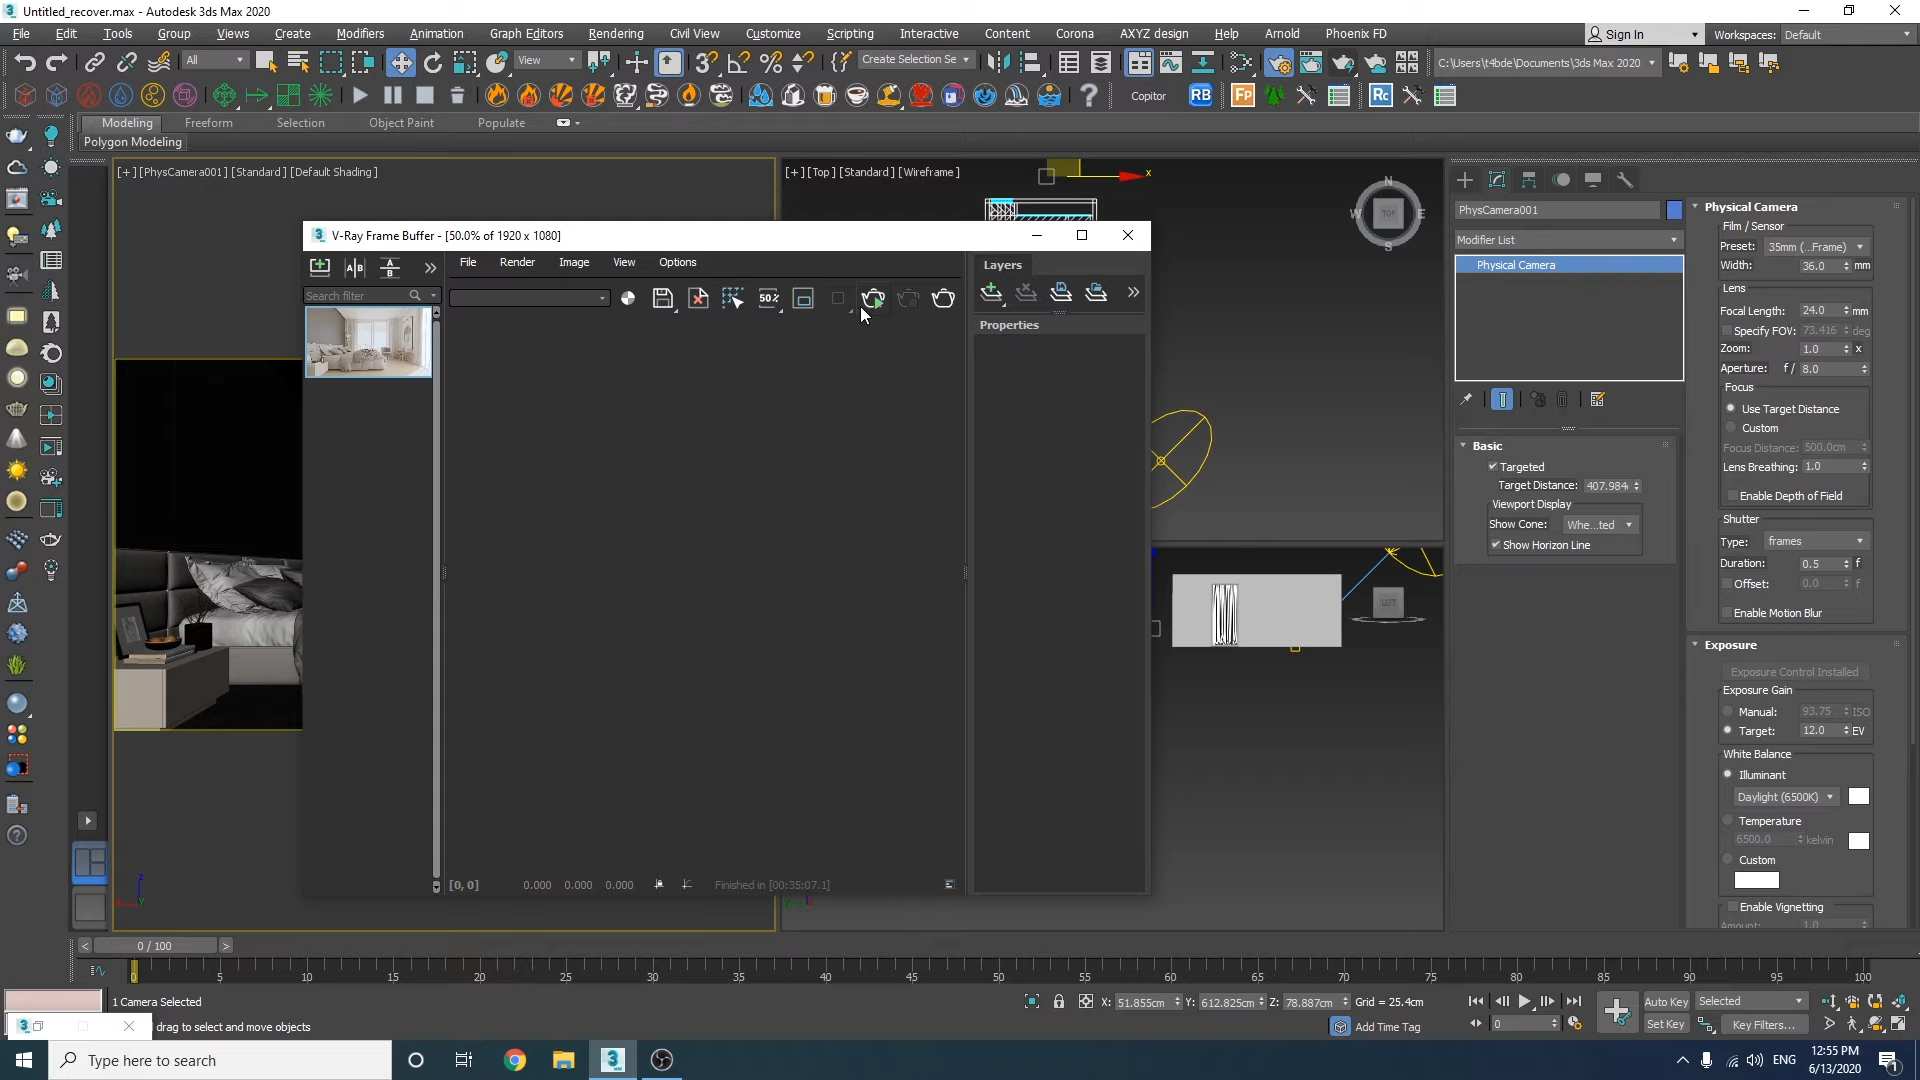 Untitled_recover.max - Autodesk 3ds Max 2020
File Edit Tools Group Views Create Modifiers Animation Graph Editors Rendering Civil View Customize Scripting Interactive Content Corona AXYZ design Help Arnold Phoenix FD Sign In Workspaces: Default
All View Create Selection Se C:\Users\t4bde\Documents\3ds Max 2020
Copitor RB FP Rc
Modeling Freeform Selection Object Paint Populate
Polygon Modeling
[+] [PhysCamera001] [Standard] [Default Shading]
[+] [Top] [Standard] [Wireframe]
x
N
W TOP E
S
V-Ray Frame Buffer - [50.0% of 1920 x 1080]
File Render Image View Options
Search filter
50%
Layers
Properties
[0, 0] 0.000 0.000 0.000 Finished in [00:35:07.1]
LEFT
PhysCamera001
Modifier List
Physical Camera
Basic
Targeted
Target Distance: 407.984
Viewport Display
Show Cone: Whe...ted
Show Horizon Line
Physical Camera
Film / Sensor
Preset: 35mm (...Frame)
Width: 36.0 mm
Lens
Focal Length: 24.0 mm
Specify FOV: 73.416 deg
Zoom: 1.0 x
Aperture: f / 8.0
Focus
Use Target Distance
Custom
Focus Distance: 500.0cm
Lens Breathing: 1.0
Enable Depth of Field
Shutter
Type: frames
Duration: 0.5 f
Offset: 0.0 f
Enable Motion Blur
Exposure
Exposure Control Installed
Exposure Gain
Manual: 93.75 ISO
Target: 12.0 EV
White Balance
Illuminant
Daylight (6500K)
Temperature
6500.0 kelvin
Custom
Enable Vignetting
Amount: 1.0
z
< 0 / 100 >
0 5 10 15 20 25 30 35 40 45 50 55 60 65 70 75 80 85 90 95 100
1 Camera Selected
X: 51.855cm Y: 612.825cm Z: 78.887cm Grid = 25.4cm
Auto Key Selected
drag to select and move objects
Add Time Tag
0
Set Key Key Filters...
Type here to search
ENG
12:55 PM
6/13/2020
1